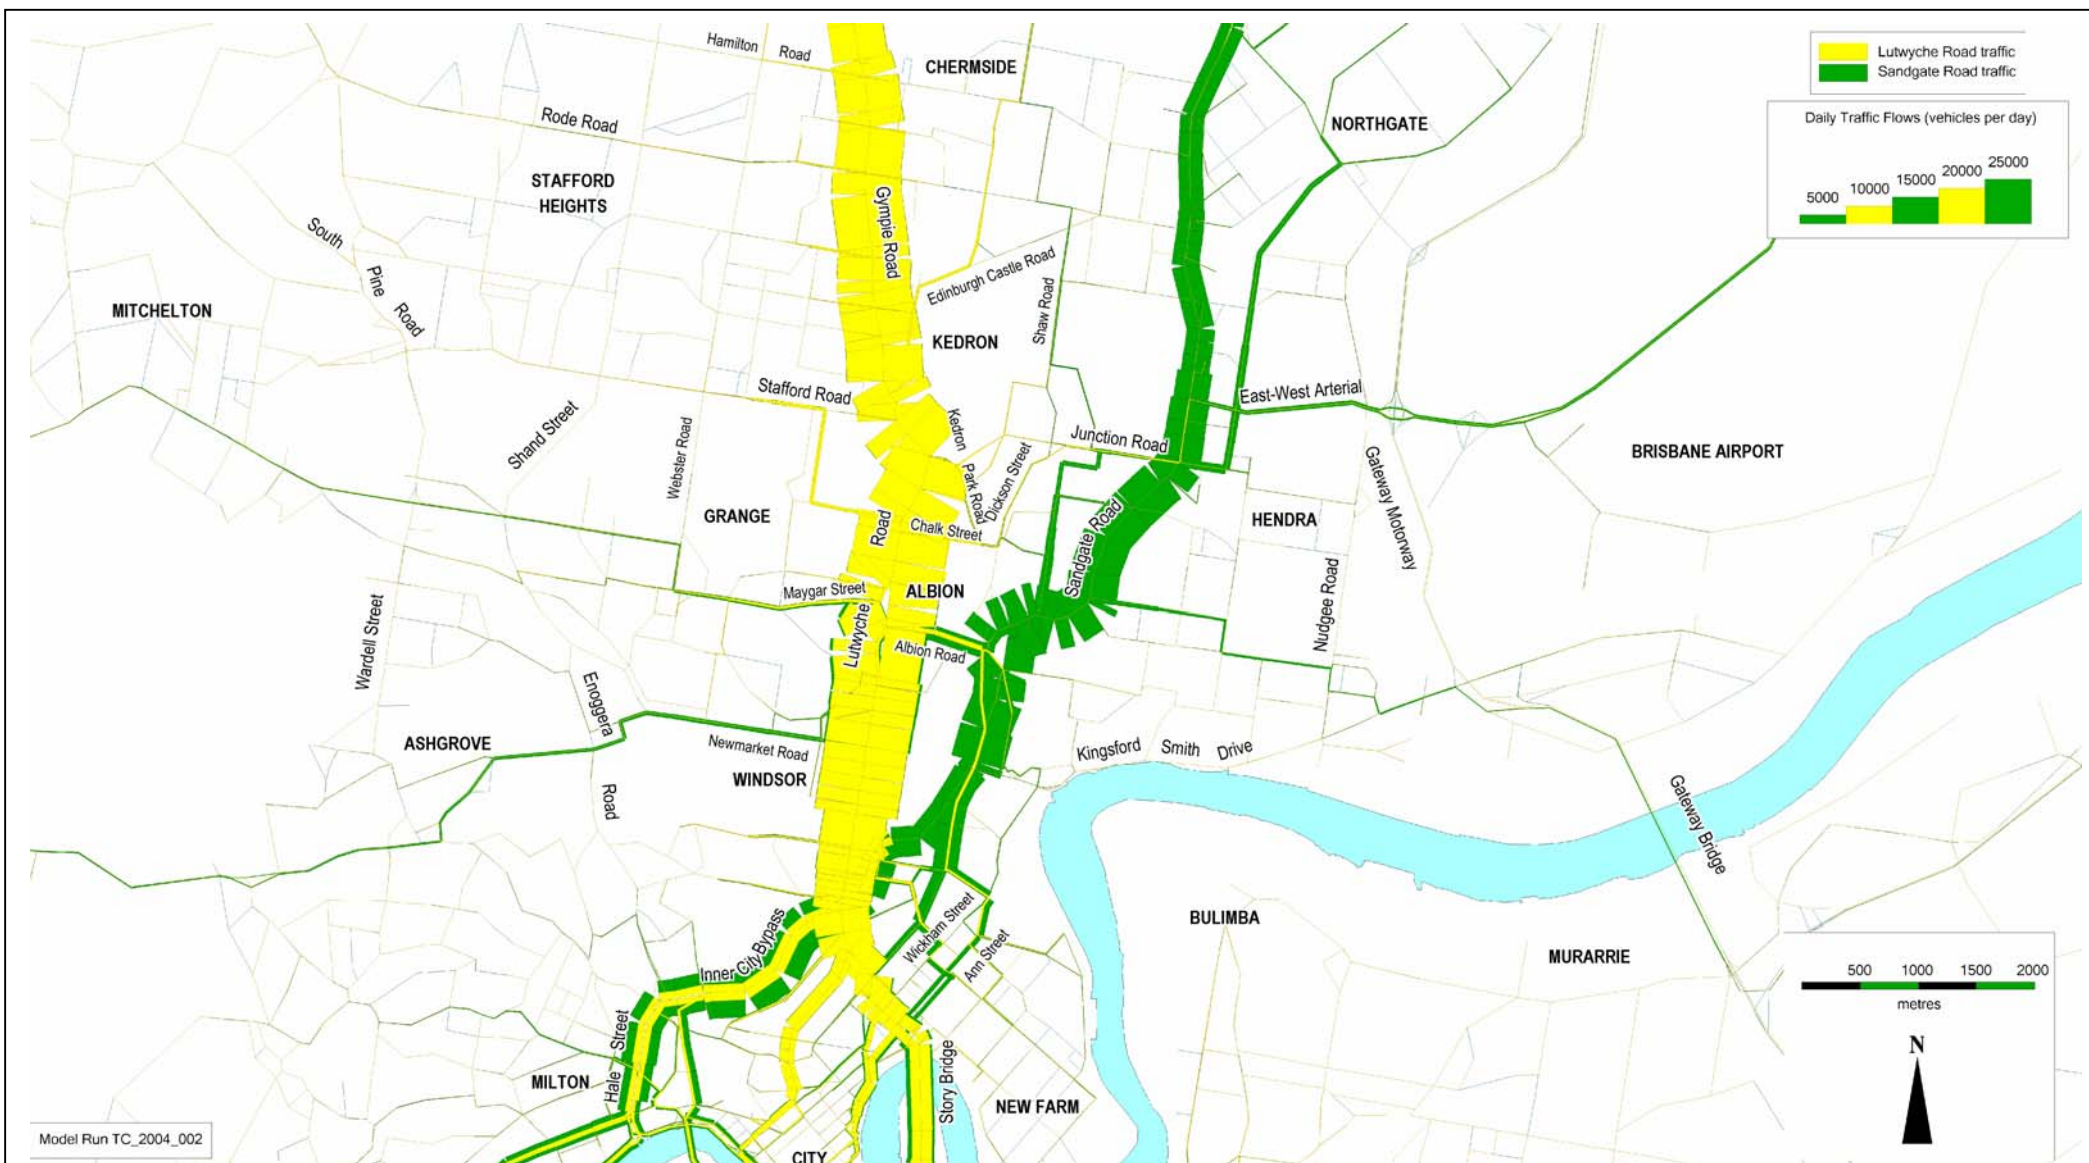 Hamilton Road
CHERMSIDE
Lutwyche Road traffic
Sandgate Road traffic
Daily Traffic Flows (vehicles per day)
5000 10000 15000 20000 25000
Rode Road
NORTHGATE
STAFFORD
HEIGHTS
Gympie Road
South Pine Road
Edinburgh Castle Road
Shaw Road
MITCHELTON
KEDRON
Stafford Road
East-West Arterial
Shand Street
Webster Road
Kedron Park Road
Dickson Street
Junction Road
Gateway Motorway
BRISBANE AIRPORT
GRANGE
Chalk Street
Sandgate Road
HENDRA
Lutwyche Road
Maygar Street
ALBION
Wardell Street
Nudgee Road
Albion Road
Enoggera Road
ASHGROVE
Newmarket Road
WINDSOR
Kingsford Smith Drive
Gateway Bridge
Inner City Bypass
Wickham Street
Ann Street
BULIMBA
MURARRIE
500 1000 1500 2000
metres
N
Hale Street
MILTON
Story Bridge
NEW FARM
Model Run TC_2004_002
CITY